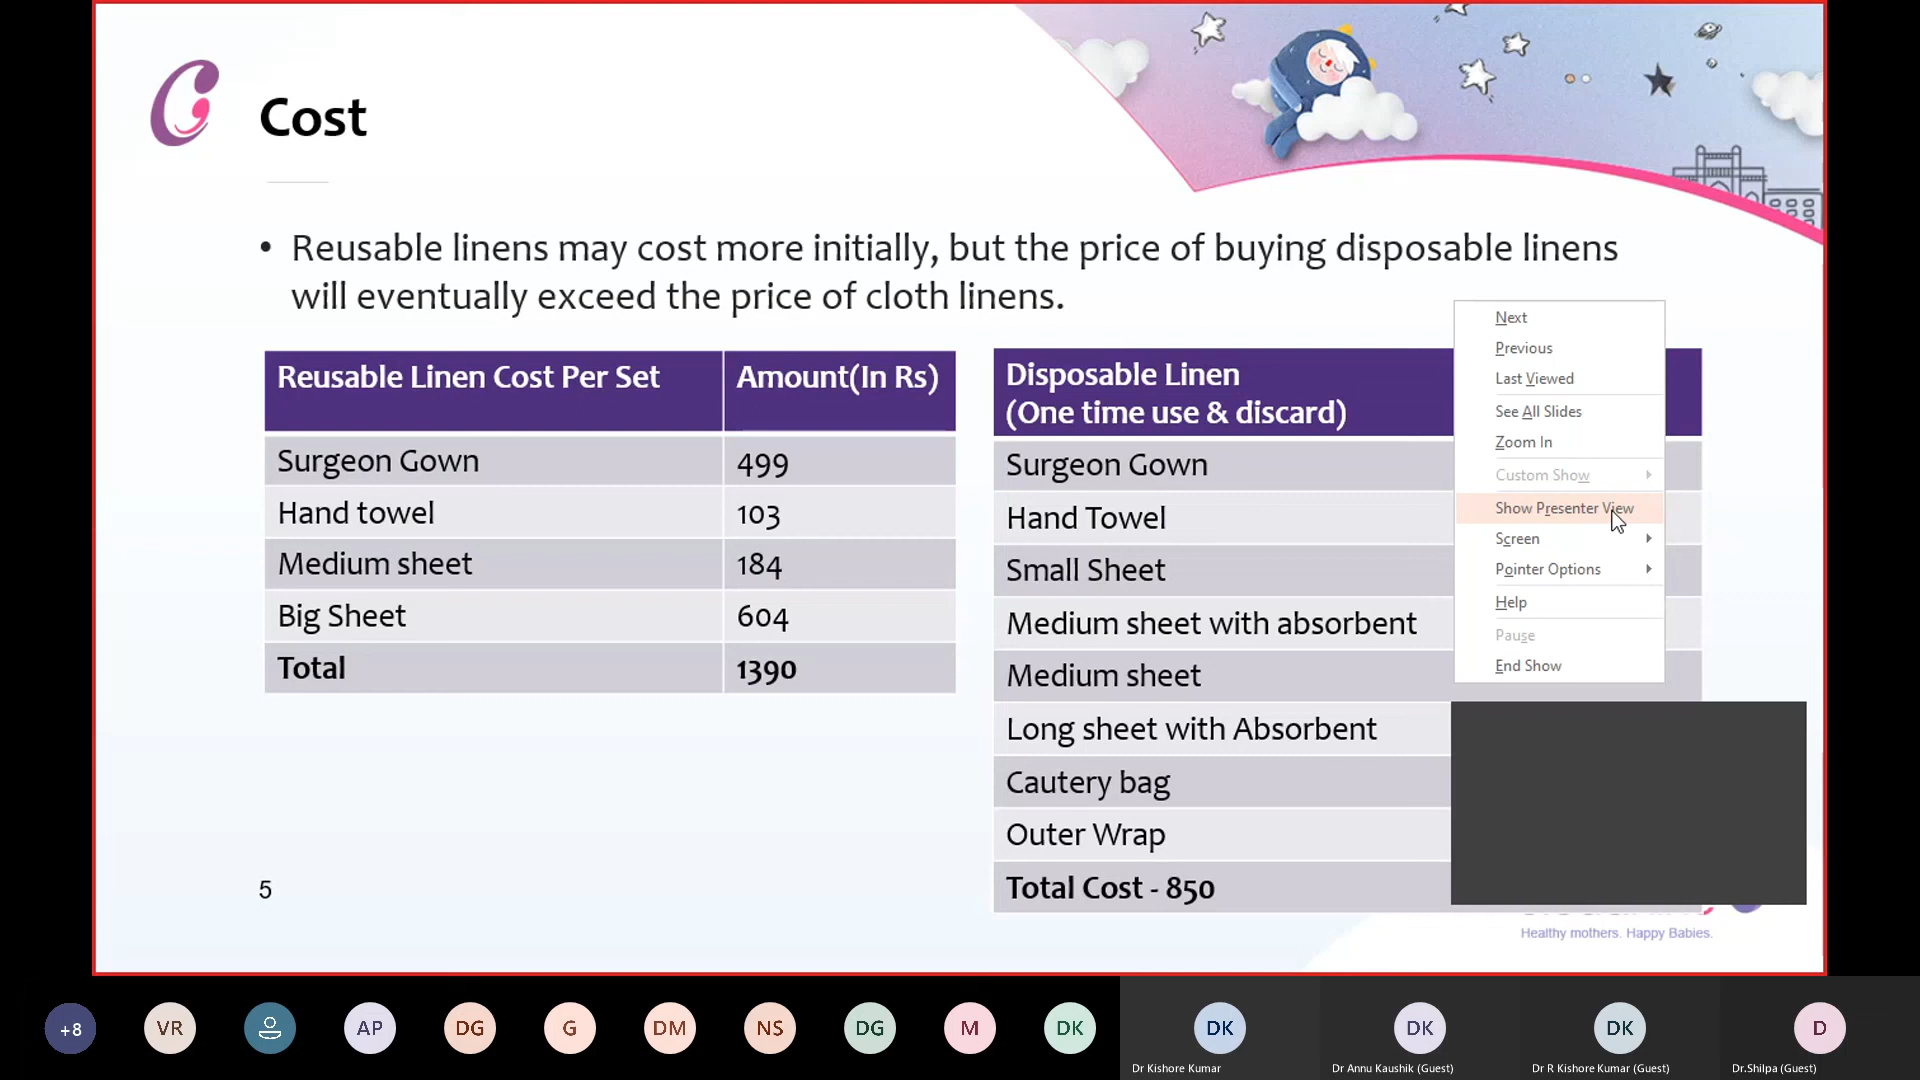 Cost
• Reusable linens may cost more initially, but the price of buying disposable linens
will eventually exceed the price of cloth linens.
Reusable Linen Cost Per Set Amount(In Rs)
Surgeon Gown 499
Hand towel 103
Medium sheet 184
Big Sheet 604
Total 1390
Disposable Linen
(One time use & discard)
Surgeon Gown
Hand Towel
Small Sheet
Medium sheet with absorbent
Medium sheet
Long sheet with Absorbent
Cautery bag
Outer Wrap
Total Cost - 850
Next
Previous
Last Viewed
See All Slides
Zoom In
Custom Show
Show Presenter View
Screen
Pointer Options
Help
Pause
End Show
5
Healthy mothers. Happy Babies.
+8 VR AP DG G DM NS DG M DK DK DK DK D
Dr Kishore Kumar Dr Annu Kaushik (Guest) Dr R Kishore Kumar (Guest) Dr.Shilpa (Guest)